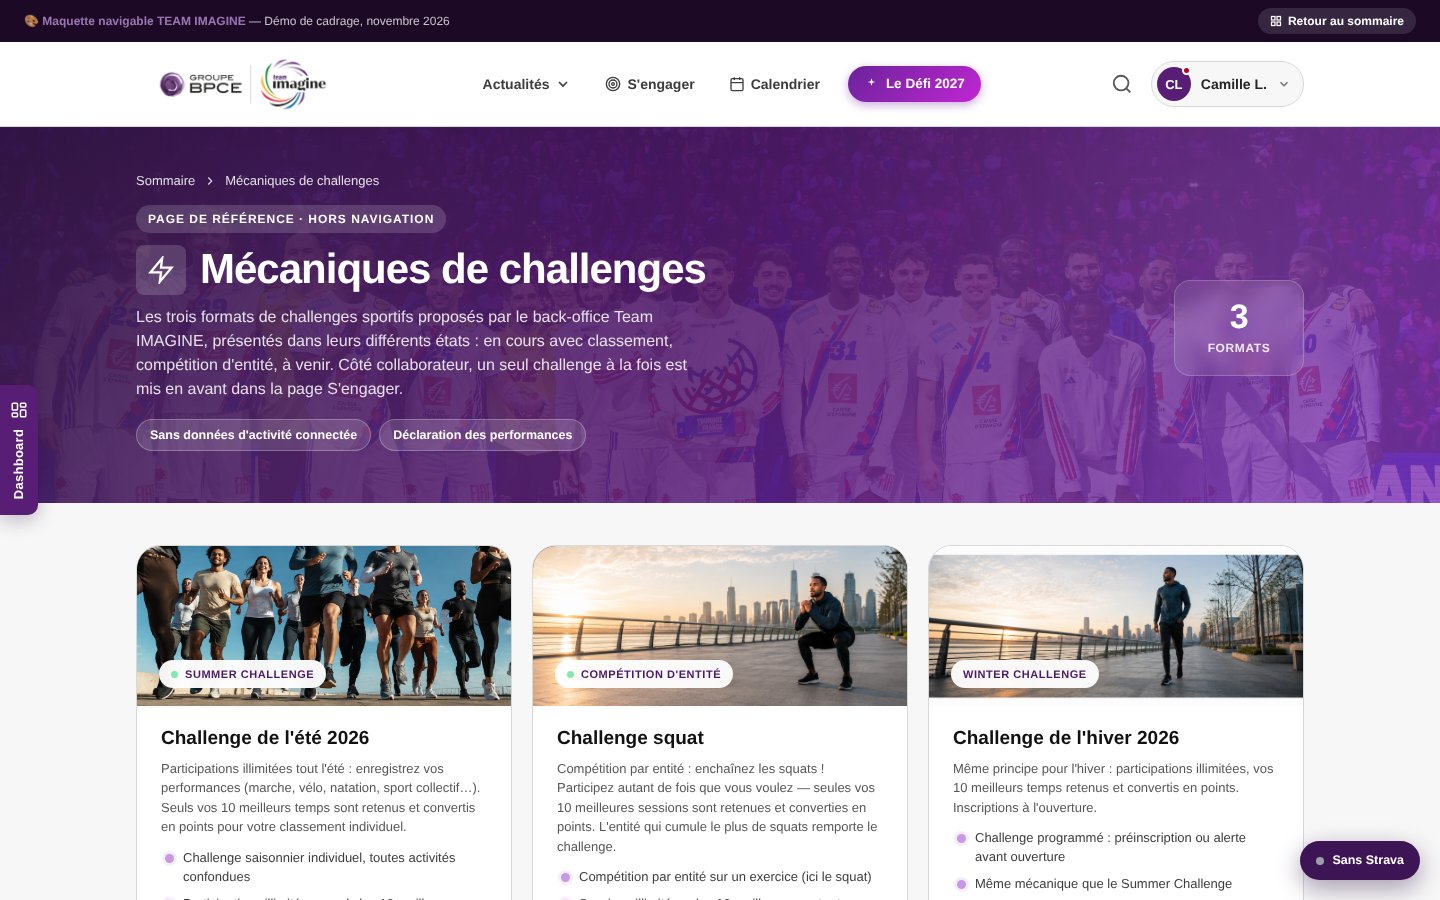 🎨 Maquette navigable TEAM IMAGINE — Démo de cadrage, novembre 2026
Retour au sommaire
GROUPE
BPCE
team
imagine
Actualités
S'engager
Calendrier
Le Défi 2027
CL
Camille L.
Sommaire > Mécaniques de challenges
PAGE DE RÉFÉRENCE · HORS NAVIGATION
Mécaniques de challenges
Les trois formats de challenges sportifs proposés par le back-office Team
IMAGINE, présentés dans leurs différents états : en cours avec classement,
compétition d'entité, à venir. Côté collaborateur, un seul challenge à la fois est
mis en avant dans la page S'engager.
Sans données d'activité connectée
Déclaration des performances
3
FORMATS
Dashboard
SUMMER CHALLENGE
Challenge de l'été 2026
Participations illimitées tout l'été : enregistrez vos
performances (marche, vélo, natation, sport collectif…).
Seuls vos 10 meilleurs temps sont retenus et convertis
en points pour votre classement individuel.
Challenge saisonnier individuel, toutes activités
confondues
COMPÉTITION D'ENTITÉ
Challenge squat
Compétition par entité : enchaînez les squats !
Participez autant de fois que vous voulez — seules vos
10 meilleures sessions sont retenues et converties en
points. L'entité qui cumule le plus de squats remporte le
challenge.
Compétition par entité sur un exercice (ici le squat)
WINTER CHALLENGE
Challenge de l'hiver 2026
Même principe pour l'hiver : participations illimitées, vos
10 meilleurs temps retenus et convertis en points.
Inscriptions à l'ouverture.
Challenge programmé : préinscription ou alerte
avant ouverture
Même mécanique que le Summer Challenge
Sans Strava